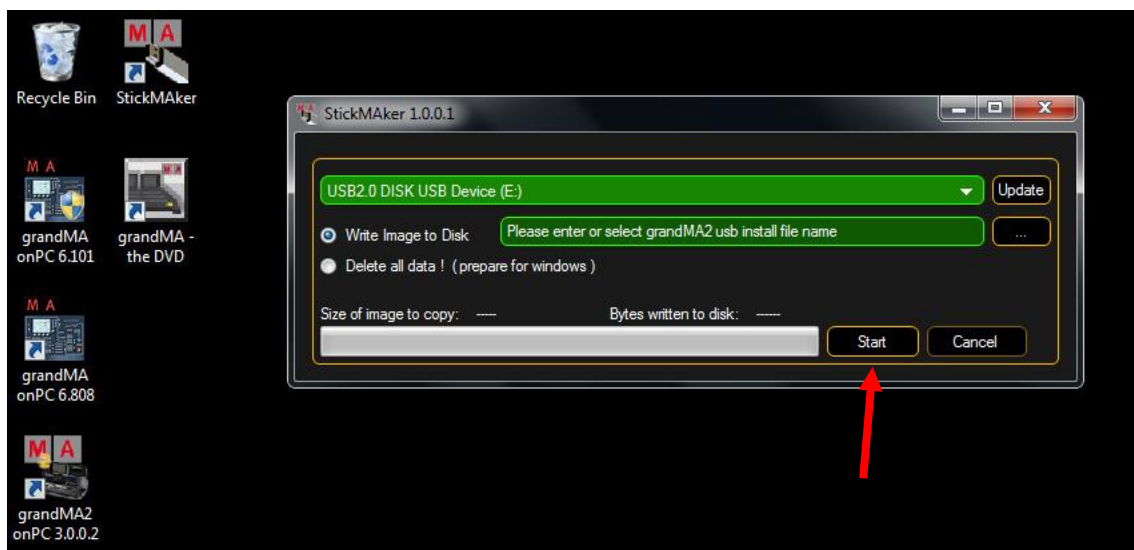 M A
Recycle Bin
StickMAker
M A
grandMA
onPC 6.101
grandMA -
the DVD
M A
grandMA
onPC 6.808
M A
grandMA2
onPC 3.0.0.2
StickMAker 1.0.0.1
USB2.0 DISK USB Device (E:)
Update
Write Image to Disk
Please enter or select grandMA2 usb install file name
...
Delete all data ! ( prepare for windows )
Size of image to copy: ----
Bytes written to disk: -----
Start
Cancel